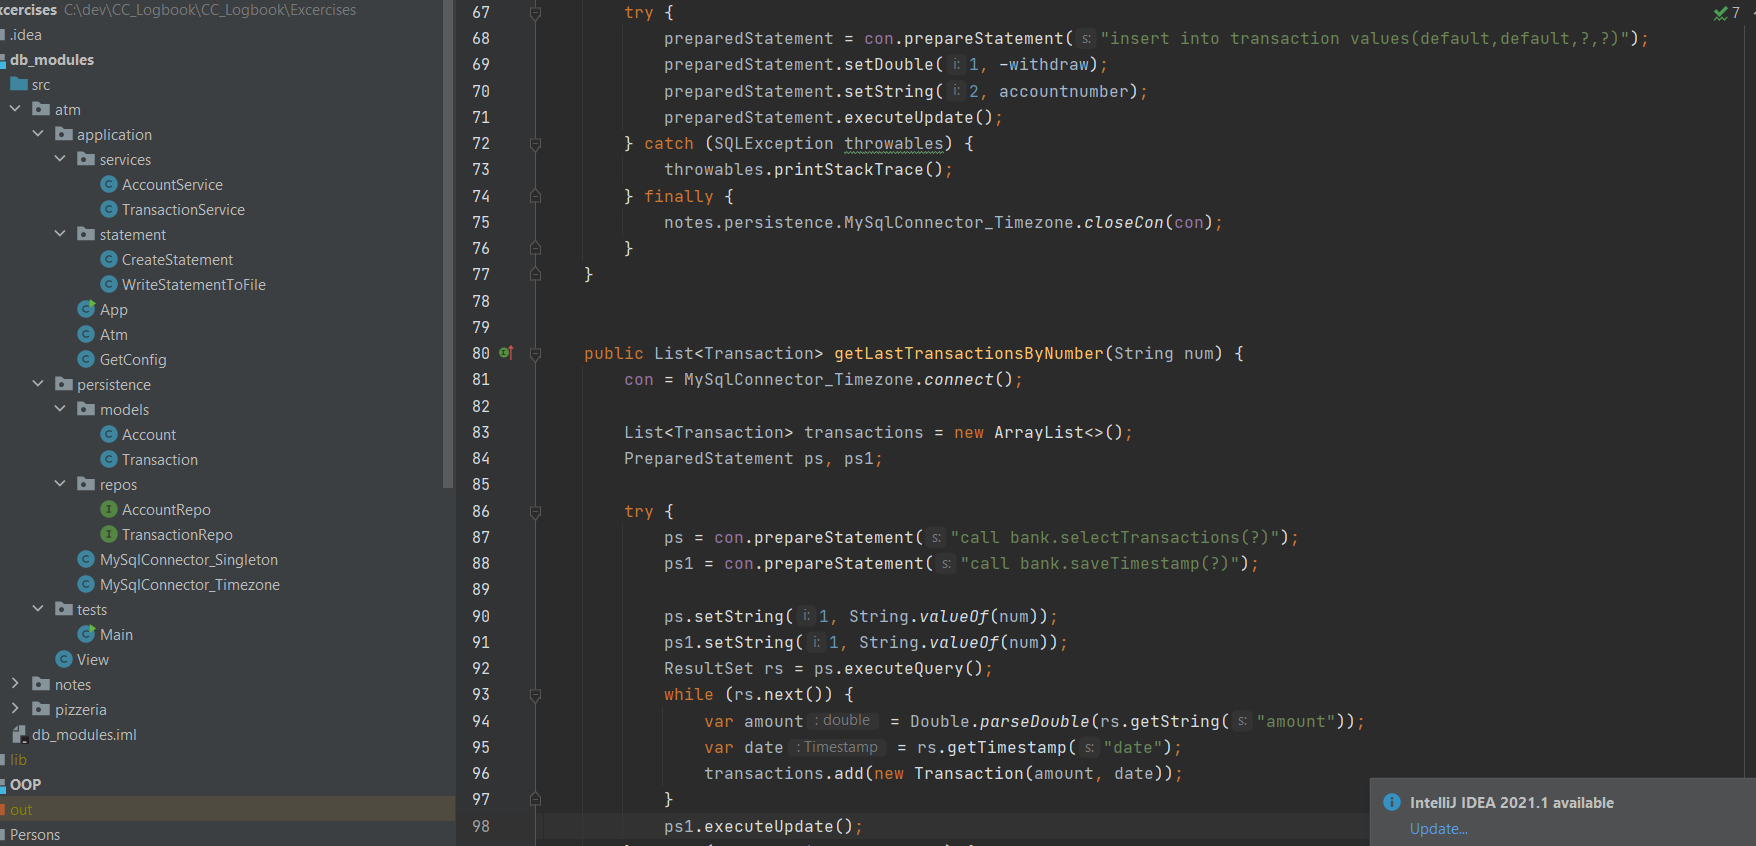 xcercises C:\dev\CC_Logbook\CC_Logbook\Excercises
.idea
db_modules
src
atm
application
services
AccountService
TransactionService
statement
CreateStatement
WriteStatementToFile
App
Atm
GetConfig
persistence
models
Account
Transaction
repos
AccountRepo
TransactionRepo
MySqlConnector_Singleton
MySqlConnector_Timezone
tests
Main
View
notes
pizzeria
db_modules.iml
lib
OOP
out
Persons
67 try {
68 preparedStatement = con.prepareStatement( s: "insert into transaction values(default,default,?,?)");
69 preparedStatement.setDouble( i: 1, -withdraw);
70 preparedStatement.setString( i: 2, accountnumber);
71 preparedStatement.executeUpdate();
72 } catch (SQLException throwables) {
73 throwables.printStackTrace();
74 } finally {
75 notes.persistence.MySqlConnector_Timezone.closeCon(con);
76 }
77 }
78
79
80 public List<Transaction> getLastTransactionsByNumber(String num) {
81 con = MySqlConnector_Timezone.connect();
82
83 List<Transaction> transactions = new ArrayList<>();
84 PreparedStatement ps, ps1;
85
86 try {
87 ps = con.prepareStatement( s: "call bank.selectTransactions(?)");
88 ps1 = con.prepareStatement( s: "call bank.saveTimestamp(?)");
89
90 ps.setString( i: 1, String.valueOf(num));
91 ps1.setString( i: 1, String.valueOf(num));
92 ResultSet rs = ps.executeQuery();
93 while (rs.next()) {
94 var amount : double = Double.parseDouble(rs.getString( s: "amount"));
95 var date : Timestamp = rs.getTimestamp( s: "date");
96 transactions.add(new Transaction(amount, date));
97 }
98 ps1.executeUpdate();
7
IntelliJ IDEA 2021.1 available
Update...